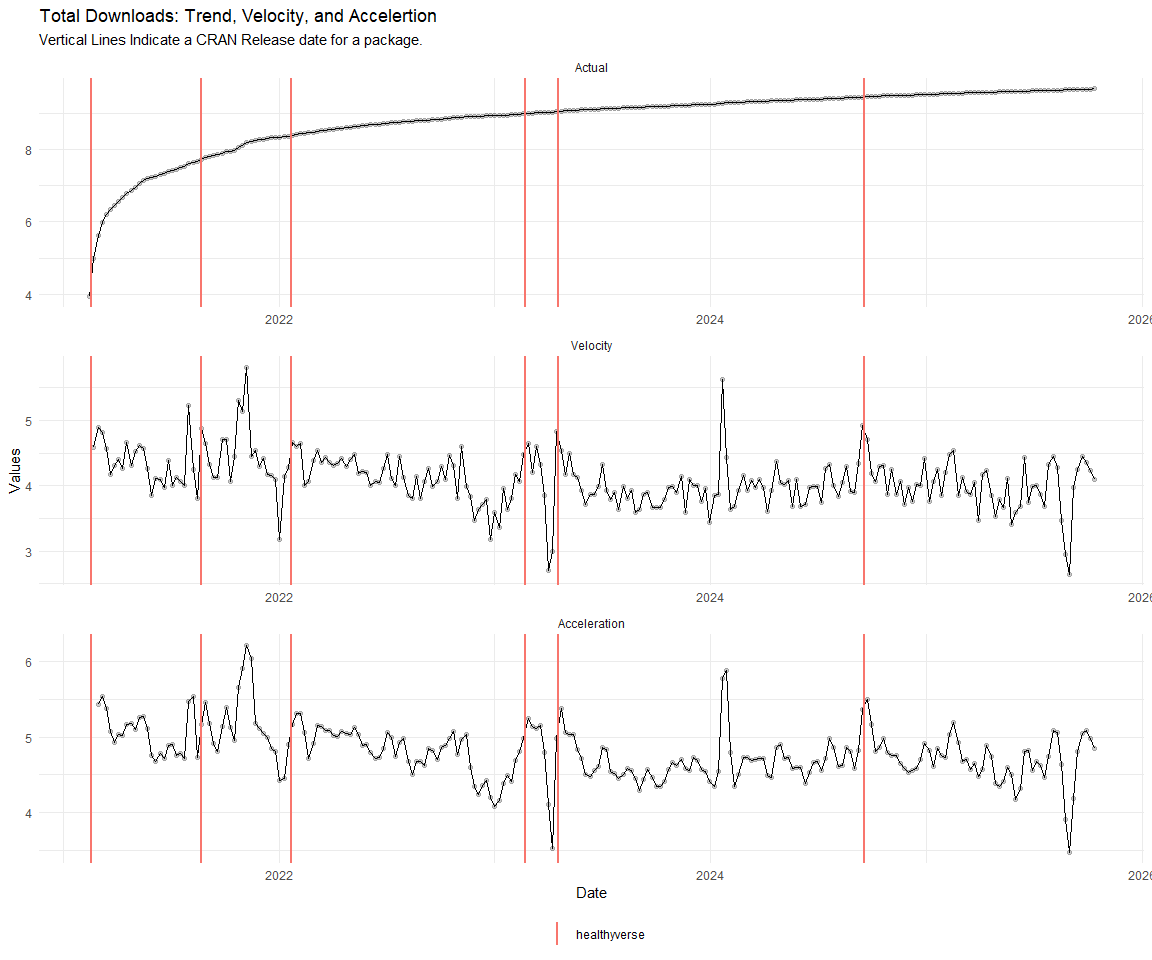 Total Downloads: Trend, Velocity, and Accelertion
Vertical Lines Indicate a CRAN Release date for a package.
Actual
8
6
4
2022
2024
2026
Velocity
5
4
3
2022
2024
2026
Values
Acceleration
6
5
4
2022
2024
2026
Date
healthyverse